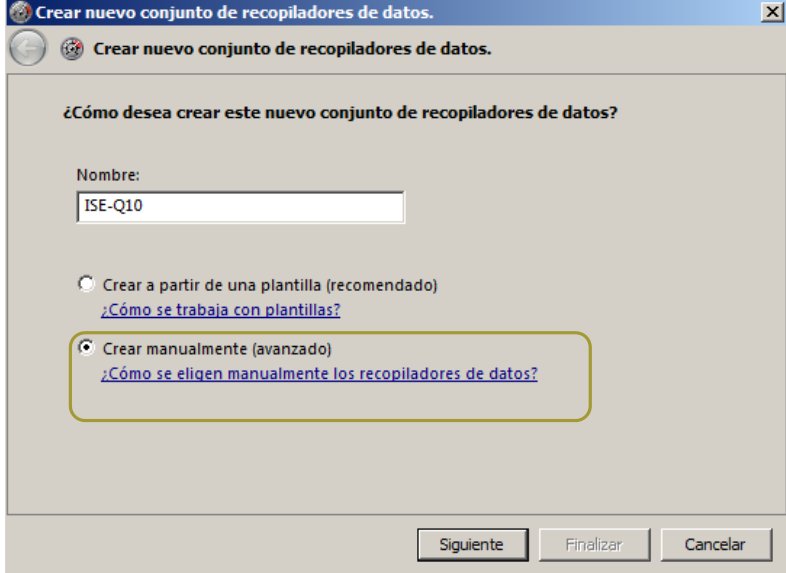 Crear nuevo conjunto de recopiladores de datos.
Crear nuevo conjunto de recopiladores de datos.
¿Cómo desea crear este nuevo conjunto de recopiladores de datos?
Nombre:
ISE-Q10
Crear a partir de una plantilla (recomendado)
¿Cómo se trabaja con plantillas?
Crear manualmente (avanzado)
¿Cómo se eligen manualmente los recopiladores de datos?
Siguiente Finalizar Cancelar